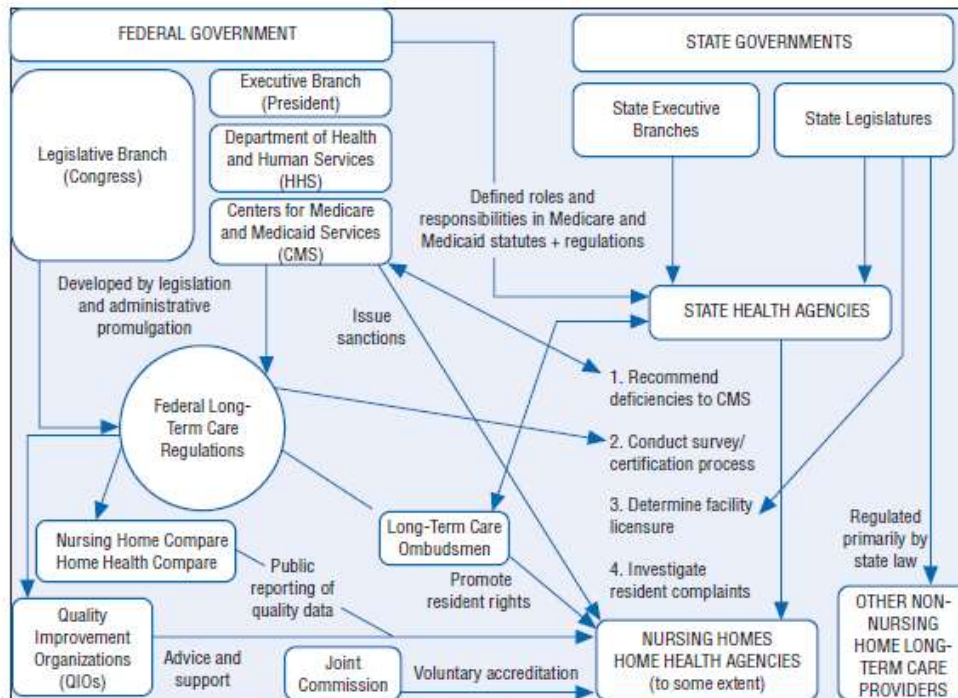 FEDERAL GOVERNMENT
STATE GOVERNMENTS
Legislative Branch
(Congress)
Executive Branch
(President)
Department of Health
and Human Services
(HHS)
Centers for Medicare
and Medicaid Services
(CMS)
State Executive
Branches
State Legislatures
Defined roles and
responsibilities in Medicare and
Medicaid statutes + regulations
Developed by legislation
and administrative
promulgation
Issue
sanctions
STATE HEALTH AGENCIES
Federal Long-
Term Care
Regulations
1. Recommend
deficiencies to CMS
2. Conduct survey/
certification process
3. Determine facility
licensure
4. Investigate
resident complaints
Regulated
primarily by
state law
Nursing Home Compare
Home Health Compare
Public
reporting of
quality data
Long-Term Care
Ombudsmen
Promote
resident rights
Quality
Improvement
Organizations
(QIOs)
Advice and
support
Joint
Commission
Voluntary accreditation
NURSING HOMES
HOME HEALTH AGENCIES
(to some extent)
OTHER NON-
NURSING
HOME LONG-
TERM CARE
PROVIDERS